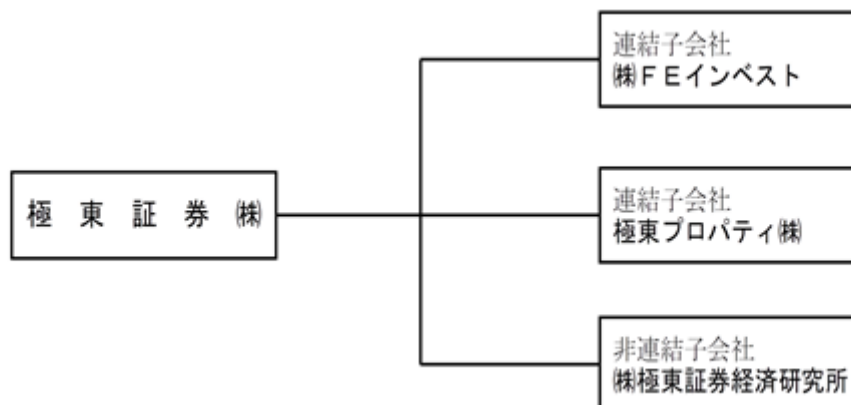 連結子会社
㈱ＦＥインベスト
極東証券㈱
連結子会社
極東プロパティ㈱
非連結子会社
㈱極東証券経済研究所